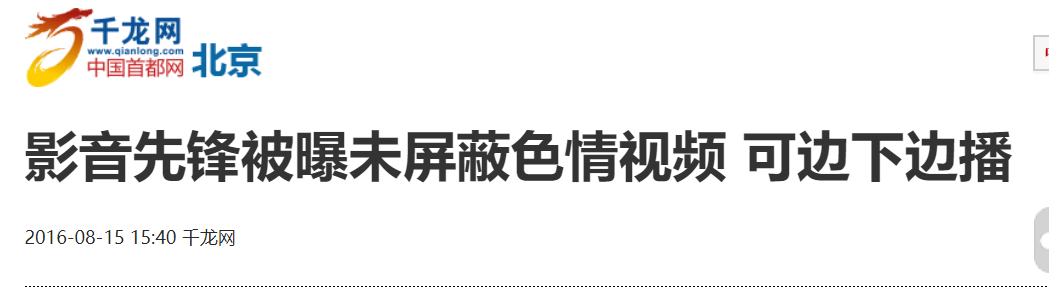 千龙网
www.qianlong.com
中国首都网
北京
影音先锋被曝未屏蔽色情视频 可边下边播
2016-08-15 15:40 千龙网